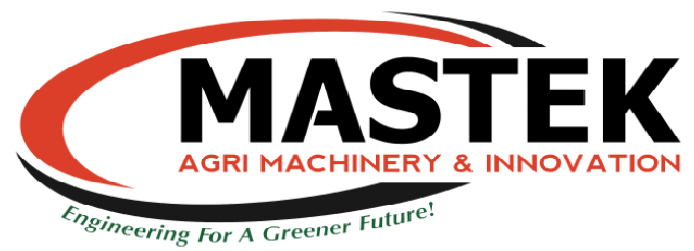 MASTEK
AGRI MACHINERY & INNOVATION
Engineering For A Greener Future!